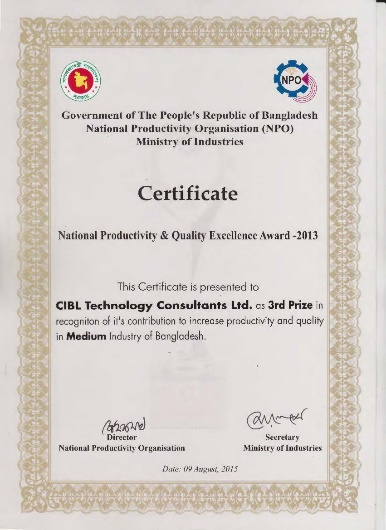 NPO
Government of The People's Republic of Bangladesh
National Productivity Organisation (NPO)
Ministry of Industries
Certificate
National Productivity & Quality Excellence Award -2013
This Certificate is presented to
CIBL Technology Consultants Ltd. as 3rd Prize in
recogniton of it's contribution to increase productivity and quality
in Medium Industry of Bangladesh.
Director
National Productivity Organisation
Secretary
Ministry of Industries
Date: 09 August, 2015